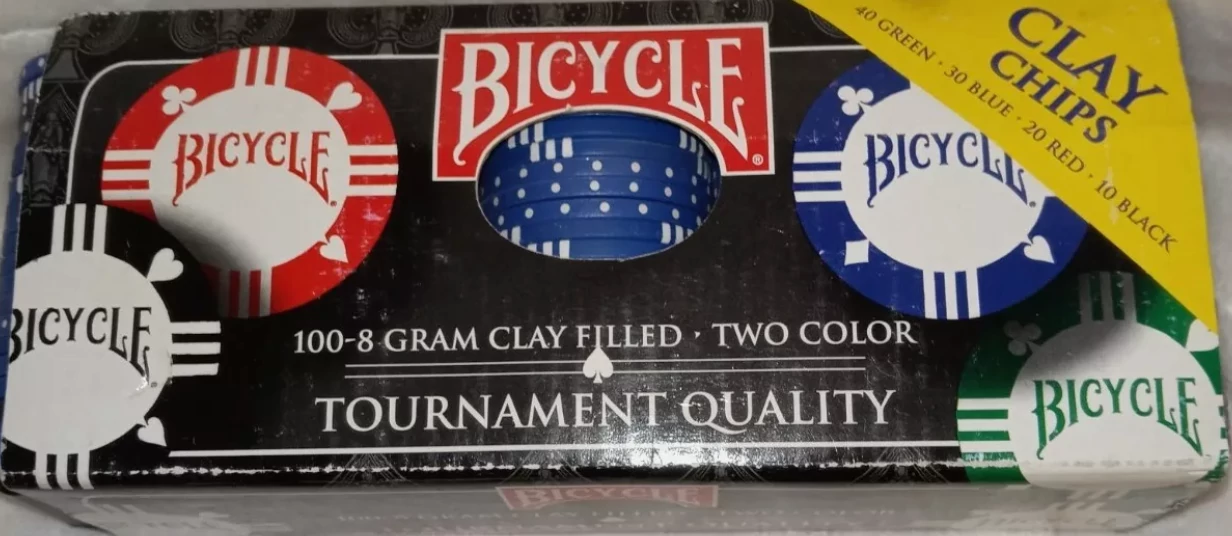 BICYCLE
®
CLAY
CHIPS
40 GREEN · 30 BLUE · 20 RED · 10 BLACK
BICYCLE
BICYCLE
BICYCLE
BICYCLE
100-8 GRAM CLAY FILLED · TWO COLOR
TOURNAMENT QUALITY
BICYCLE